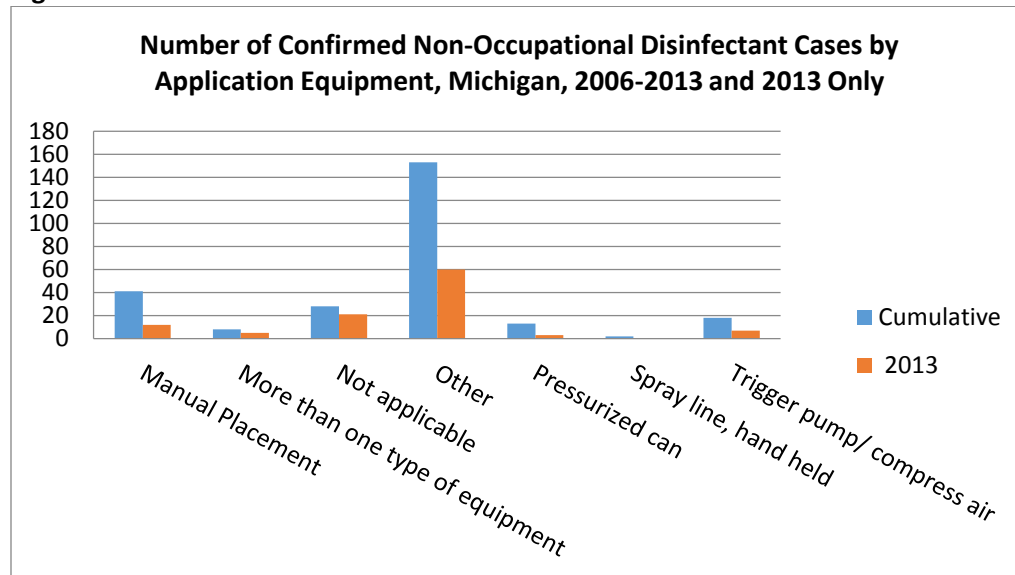 Number of Confirmed Non-Occupational Disinfectant Cases by
Application Equipment, Michigan, 2006-2013 and 2013 Only
180
160
140
120
100
80
60
40
20
0
Manual Placement
More than one type of equipment
Not applicable
Other
Pressurized can
Spray line, hand held
Trigger pump/ compress air
Cumulative
2013